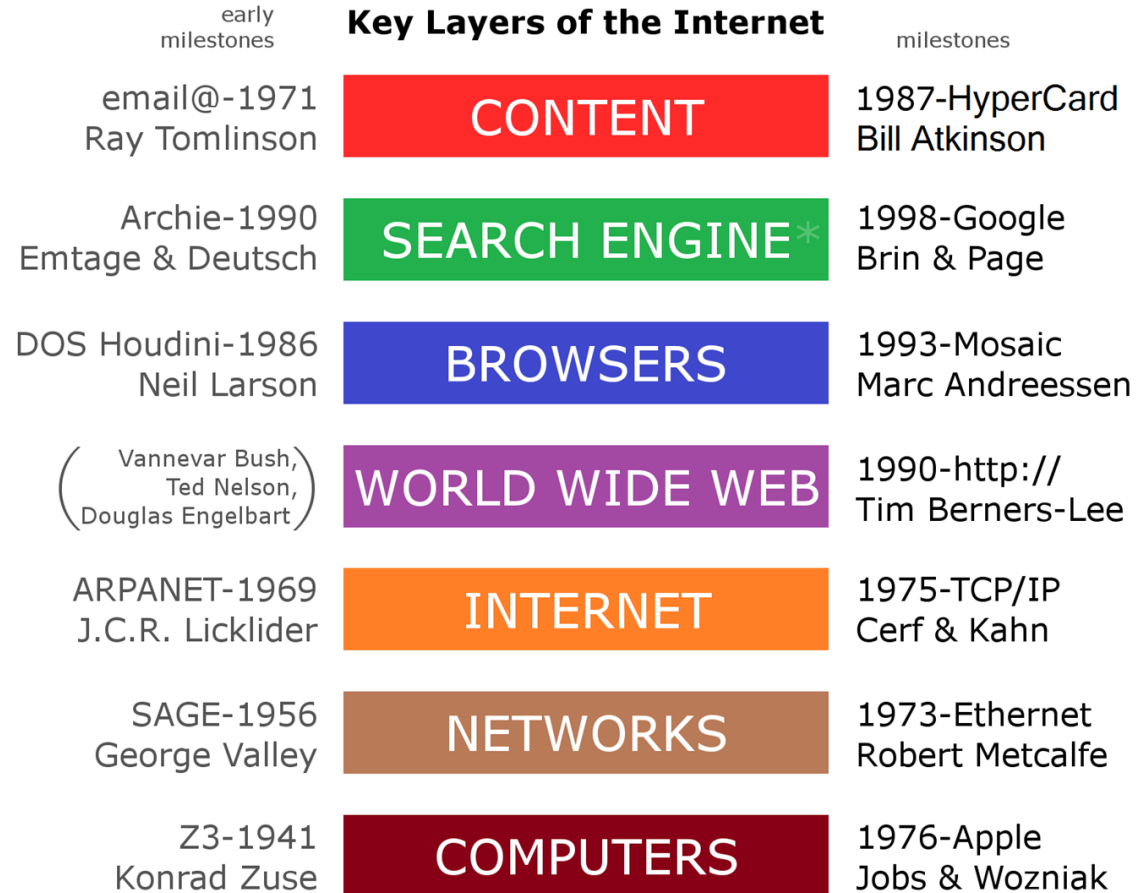 early
milestones
Key Layers of the Internet
milestones
email@-1971
Ray Tomlinson
CONTENT
1987-HyperCard
Bill Atkinson
Archie-1990
Emtage & Deutsch
SEARCH ENGINE*
1998-Google
Brin & Page
DOS Houdini-1986
Neil Larson
BROWSERS
1993-Mosaic
Marc Andreessen
(Vannevar Bush,
Ted Nelson,
Douglas Engelbart)
WORLD WIDE WEB
1990-http://
Tim Berners-Lee
ARPANET-1969
J.C.R. Licklider
INTERNET
1975-TCP/IP
Cerf & Kahn
SAGE-1956
George Valley
NETWORKS
1973-Ethernet
Robert Metcalfe
Z3-1941
Konrad Zuse
COMPUTERS
1976-Apple
Jobs & Wozniak